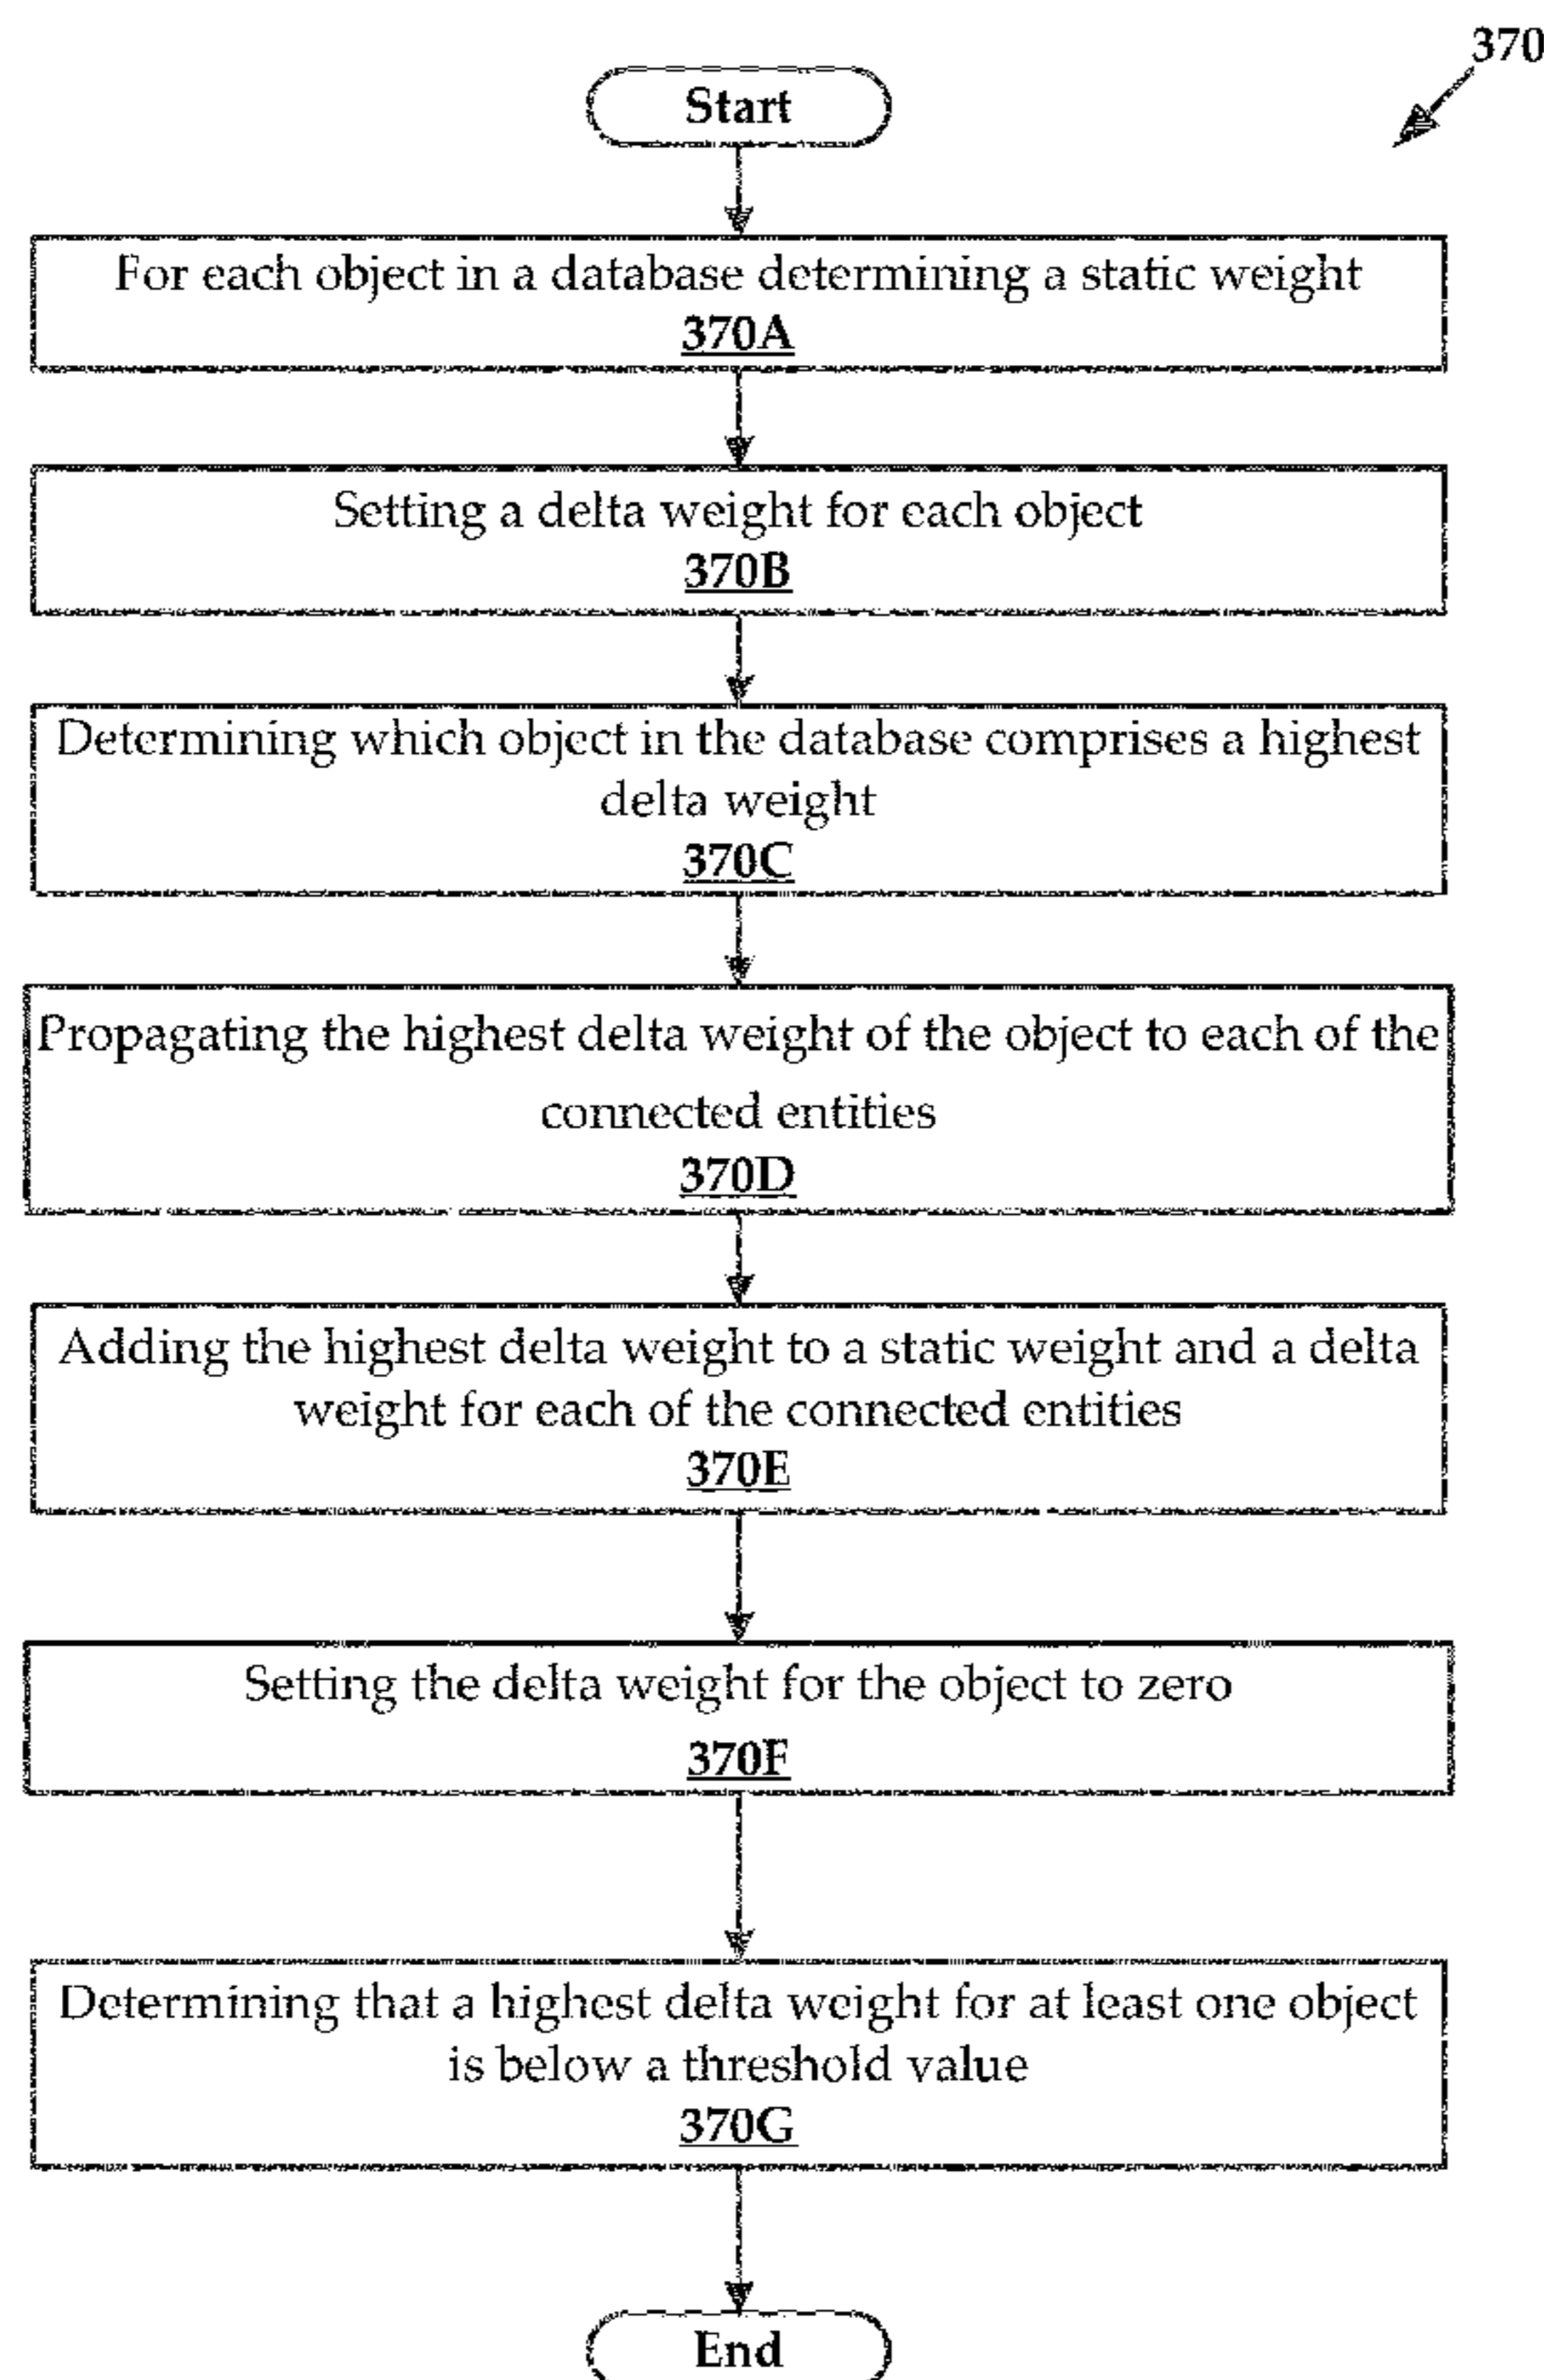 370
Start
For each object in a database determining a static weight
370A
Setting a delta weight for each object
370B
Determining which object in the database comprises a highest
delta weight
370C
Propagating the highest delta weight of the object to each of the
connected entities
370D
Adding the highest delta weight to a static weight and a delta
weight for each of the connected entities
370E
Setting the delta weight for the object to zero
370F
Determining that a highest delta weight for at least one object
is below a threshold value
370G
End